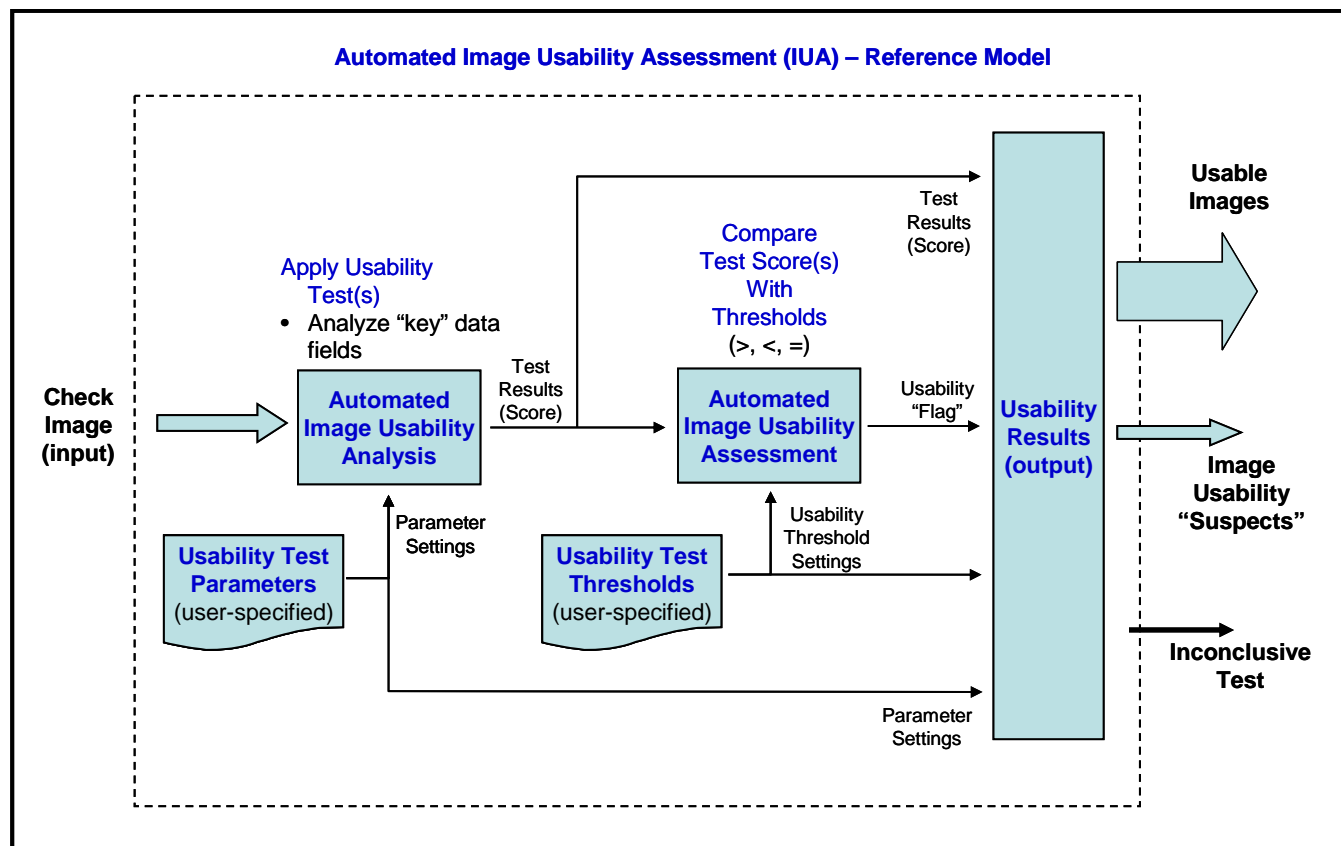 Automated Image Usability Assessment (IUA) – Reference Model
Usable
Images
Test
Results
(Score)
Compare
Test Score(s)
With
Thresholds
(>, <, =)
Apply Usability
Test(s)
• Analyze “key” data
fields
Test
Results
(Score)
Usability
“Flag”
Check
Image
(input)
Automated
Image Usability
Analysis
Automated
Image Usability
Assessment
Usability
Results
(output)
Image
Usability
“Suspects”
Parameter
Settings
Usability
Threshold
Settings
Usability Test
Parameters
(user-specified)
Usability Test
Thresholds
(user-specified)
Inconclusive
Test
Parameter
Settings